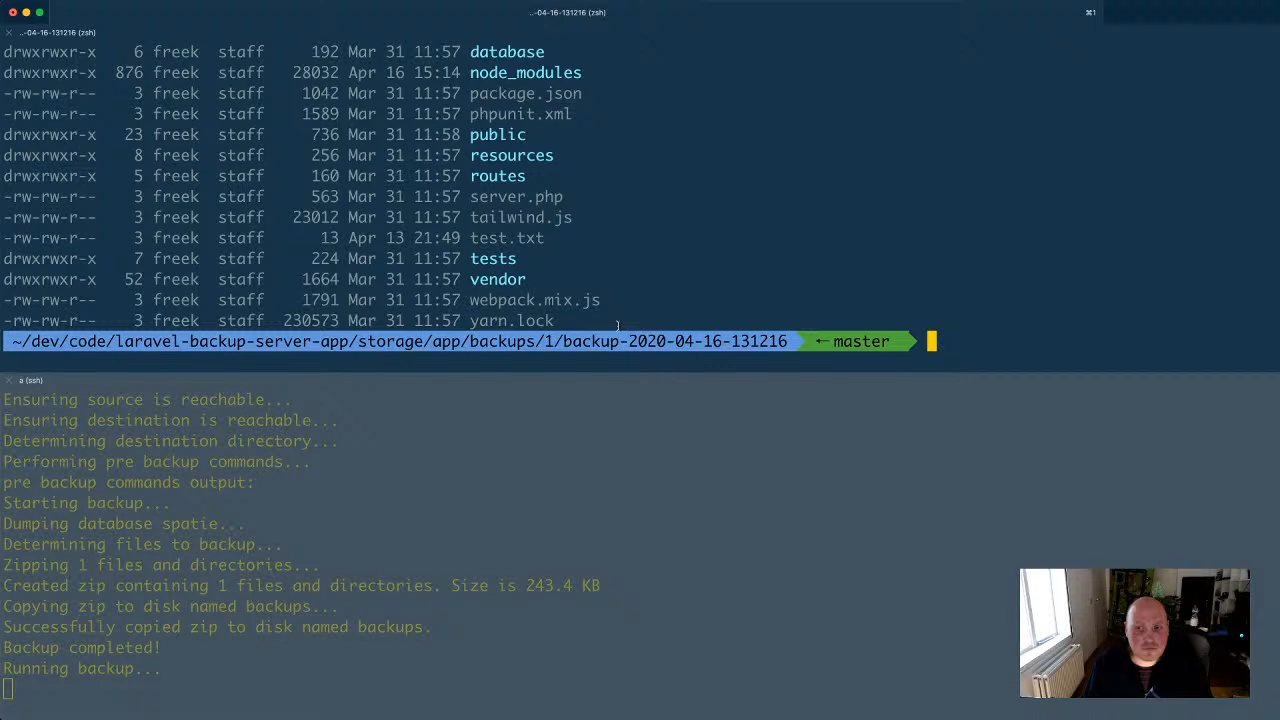 ..-04-16-131216 (zsh)
⌘1
..-04-16-131216 (zsh)
drwxrwxr-x 6 freek staff 192 Mar 31 11:57 database
drwxrwxr-x 876 freek staff 28032 Apr 16 15:14 node_modules
-rw-rw-r-- 3 freek staff 1042 Mar 31 11:57 package.json
-rw-rw-r-- 3 freek staff 1589 Mar 31 11:57 phpunit.xml
drwxrwxr-x 23 freek staff 736 Mar 31 11:58 public
drwxrwxr-x 8 freek staff 256 Mar 31 11:57 resources
drwxrwxr-x 5 freek staff 160 Mar 31 11:57 routes
-rw-rw-r-- 3 freek staff 563 Mar 31 11:57 server.php
-rw-rw-r-- 3 freek staff 23012 Mar 31 11:57 tailwind.js
-rw-rw-r-- 3 freek staff 13 Apr 13 21:49 test.txt
drwxrwxr-x 7 freek staff 224 Mar 31 11:57 tests
drwxrwxr-x 52 freek staff 1664 Mar 31 11:57 vendor
-rw-rw-r-- 3 freek staff 1791 Mar 31 11:57 webpack.mix.js
-rw-rw-r-- 3 freek staff 230573 Mar 31 11:57 yarn.lock
~/dev/code/laravel-backup-server-app/storage/app/backups/1/backup-2020-04-16-131216 ← master
a (ssh)
Ensuring source is reachable...
Ensuring destination is reachable...
Determining destination directory...
Performing pre backup commands...
pre backup commands output:
Starting backup...
Dumping database spatie...
Determining files to backup...
Zipping 1 files and directories...
Created zip containing 1 files and directories. Size is 243.4 KB
Copying zip to disk named backups...
Successfully copied zip to disk named backups.
Backup completed!
Running backup...